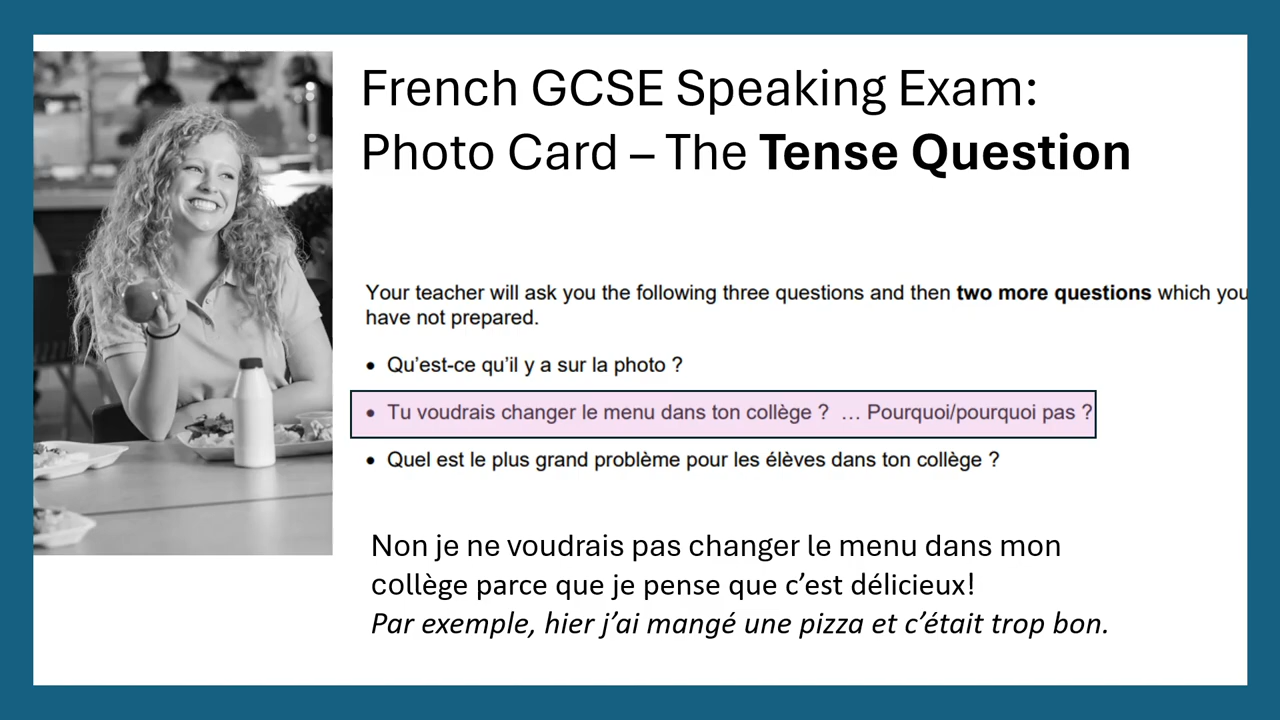 French GCSE Speaking Exam:
Photo Card – The Tense Question
Your teacher will ask you the following three questions and then two more questions which you
have not prepared.
• Qu’est-ce qu’il y a sur la photo ?
• Tu voudrais changer le menu dans ton collège ? … Pourquoi/pourquoi pas ?
• Quel est le plus grand problème pour les élèves dans ton collège ?
Non je ne voudrais pas changer le menu dans mon
collège parce que je pense que c’est délicieux!
Par exemple, hier j’ai mangé une pizza et c’était trop bon.